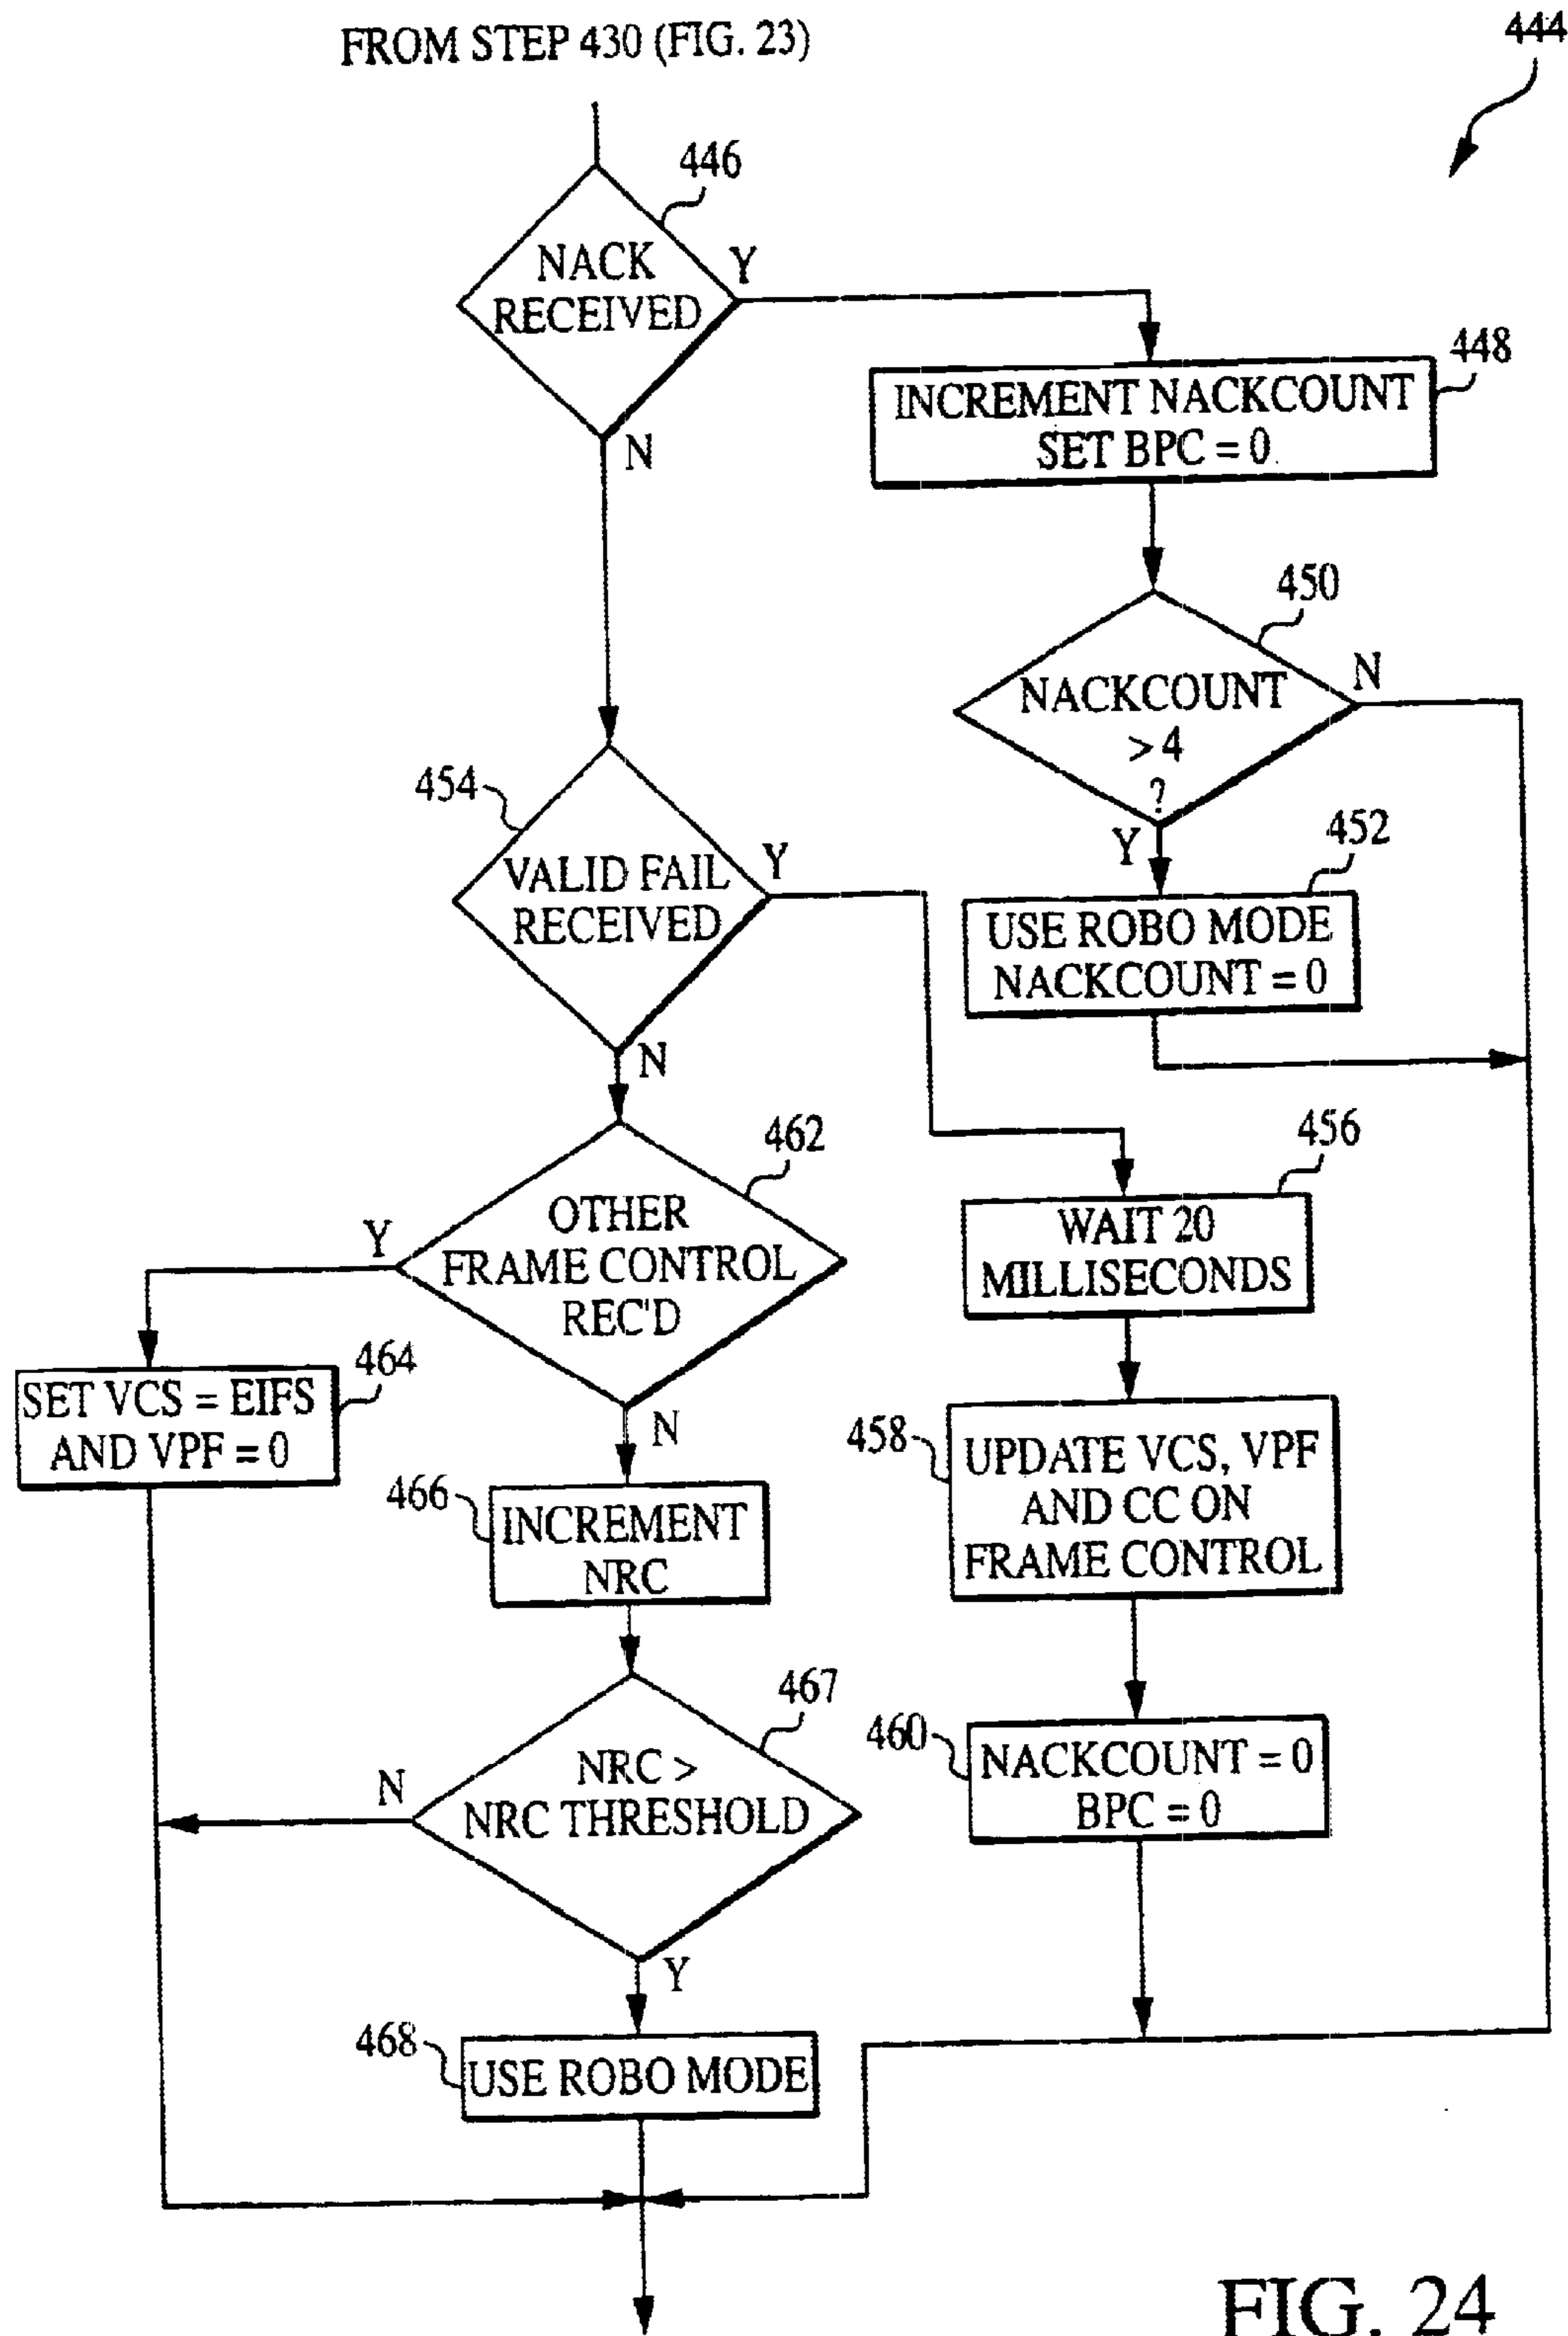 FROM STEP 430 (FIG. 23)
444
446
NACK
RECEIVED
Y
N
448
INCREMENT NACKCOUNT
SET BPC = 0
450
NACKCOUNT
> 4
?
N
Y
452
USE ROBO MODE
NACKCOUNT = 0
454
VALID FAIL
RECEIVED
Y
N
456
WAIT 20
MILLISECONDS
458
UPDATE VCS, VPF
AND CC ON
FRAME CONTROL
460
NACKCOUNT = 0
BPC = 0
462
OTHER
FRAME CONTROL
REC'D
Y
N
464
SET VCS = EIFS
AND VPF = 0
466
INCREMENT
NRC
467
NRC >
NRC THRESHOLD
N
Y
468
USE ROBO MODE
FIG. 24